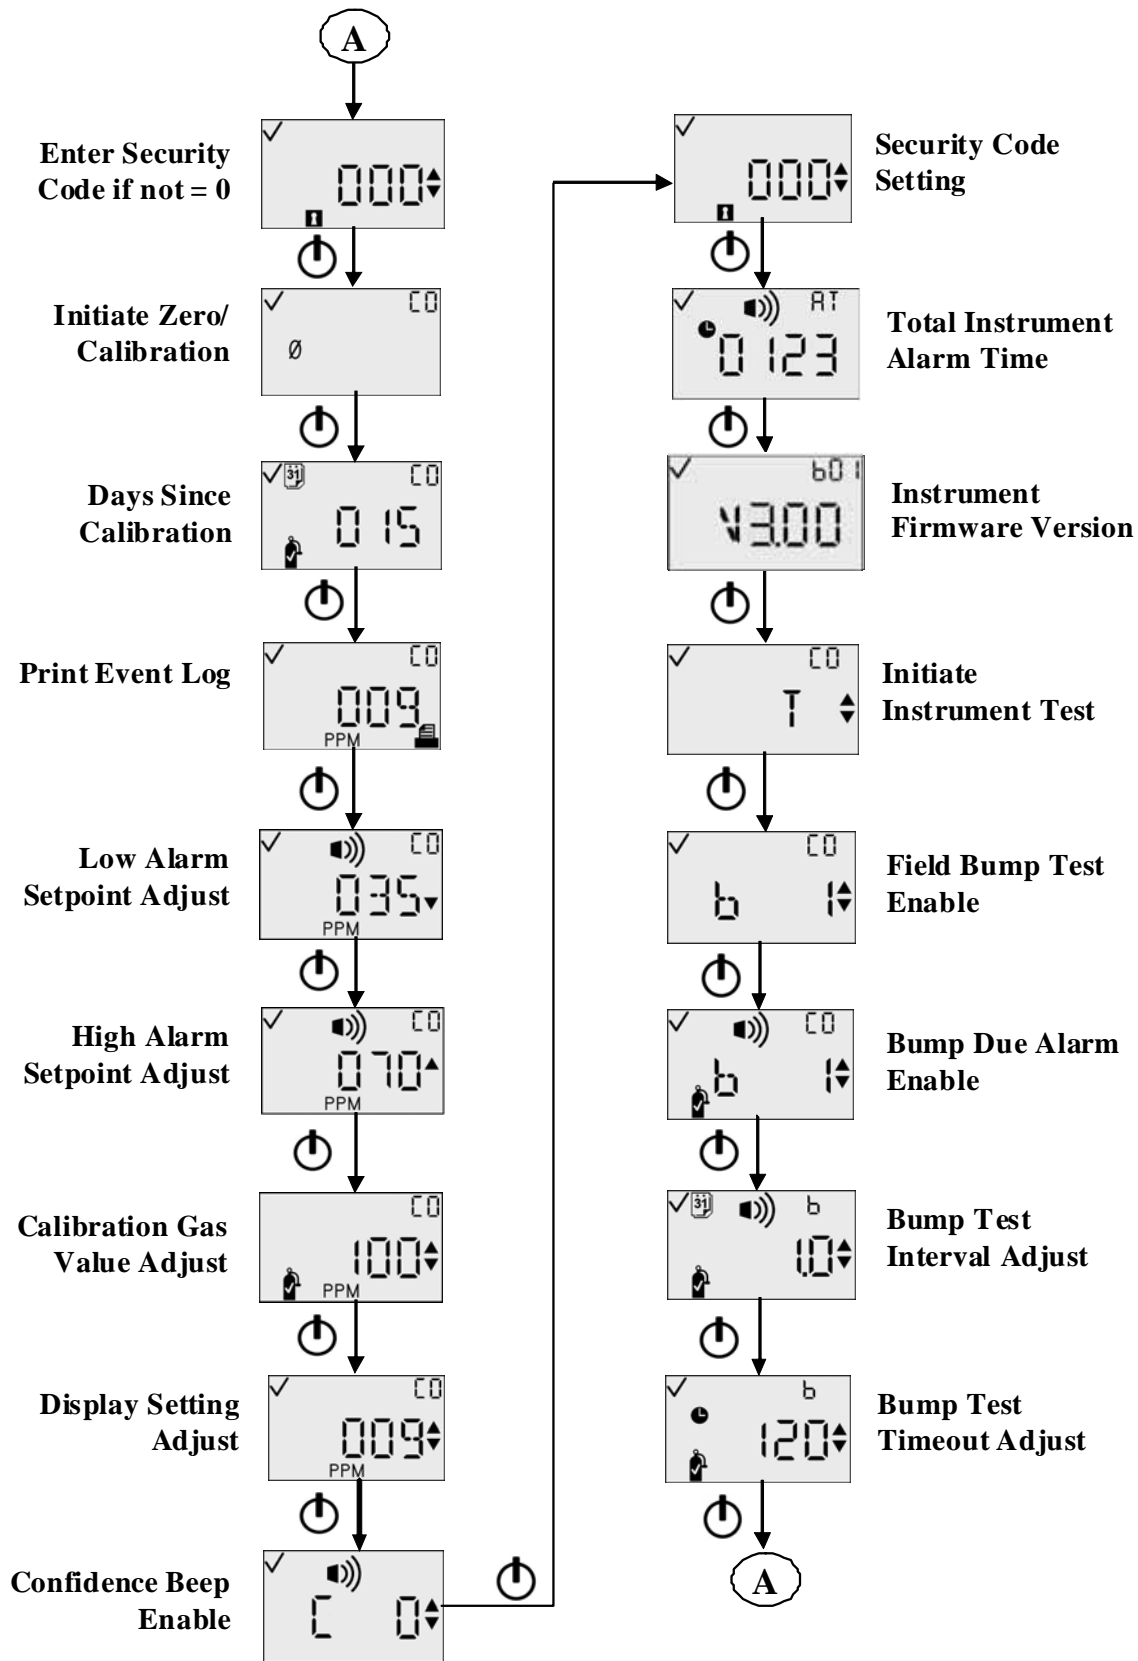 A
Enter Security
Code if not = 0
000
Initiate Zero/
Calibration
CO
Ø
Days Since
Calibration
31
CO
015
Print Event Log
CO
009
PPM
Low Alarm
Setpoint Adjust
CO
035
PPM
High Alarm
Setpoint Adjust
CO
070
PPM
Calibration Gas
Value Adjust
CO
100
PPM
Display Setting
Adjust
CO
009
PPM
Confidence Beep
Enable
C 0
000
Security Code
Setting
AT
0123
Total Instrument
Alarm Time
b01
V3.00
Instrument
Firmware Version
CO
T
Initiate
Instrument Test
CO
b 1
Field Bump Test
Enable
CO
b 1
Bump Due Alarm
Enable
31
b
1.0
Bump Test
Interval Adjust
b
120
Bump Test
Timeout Adjust
A